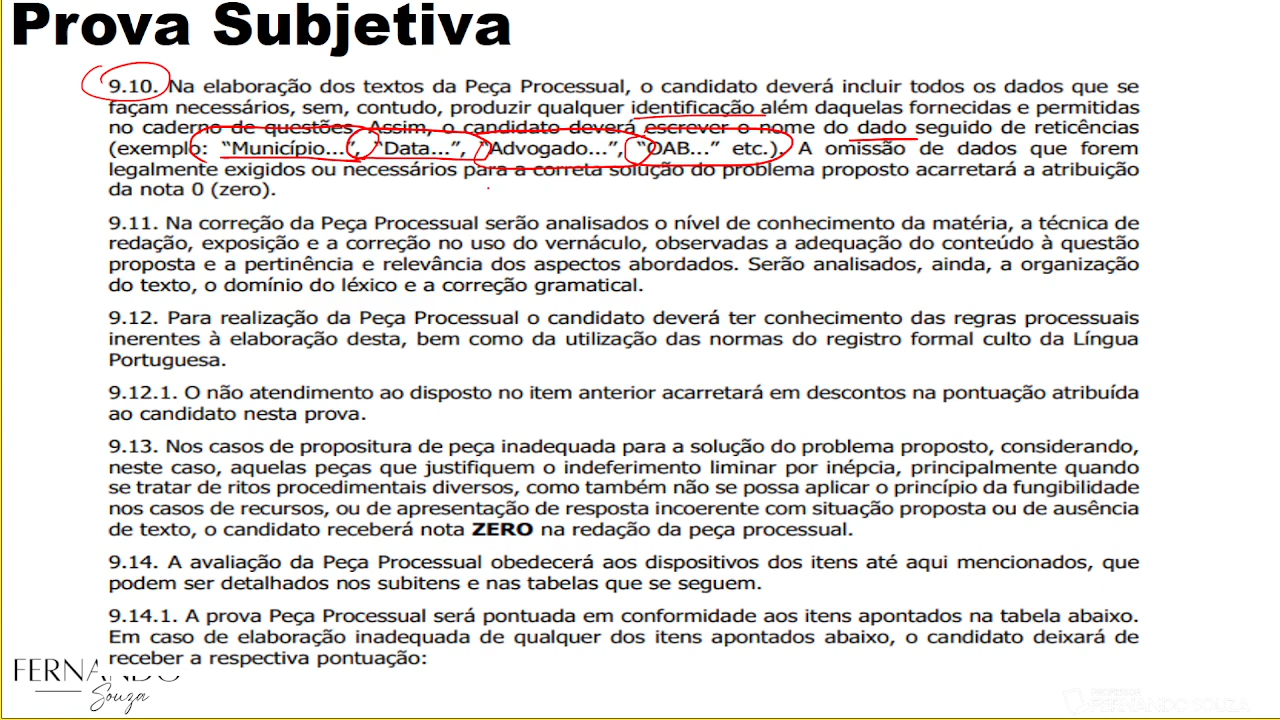 Prova Subjetiva
9.10. Na elaboração dos textos da Peça Processual, o candidato deverá incluir todos os dados que se
façam necessários, sem, contudo, produzir qualquer identificação além daquelas fornecidas e permitidas
no caderno de questões. Assim, o candidato deverá escrever o nome do dado seguido de reticências
(exemplo: “Município...”, “Data...”, “Advogado...”, “OAB...” etc.). A omissão de dados que forem
legalmente exigidos ou necessários para a correta solução do problema proposto acarretará a atribuição
da nota 0 (zero).
9.11. Na correção da Peça Processual serão analisados o nível de conhecimento da matéria, a técnica de
redação, exposição e a correção no uso do vernáculo, observadas a adequação do conteúdo à questão
proposta e a pertinência e relevância dos aspectos abordados. Serão analisados, ainda, a organização
do texto, o domínio do léxico e a correção gramatical.
9.12. Para realização da Peça Processual o candidato deverá ter conhecimento das regras processuais
inerentes à elaboração desta, bem como da utilização das normas do registro formal culto da Língua
Portuguesa.
9.12.1. O não atendimento ao disposto no item anterior acarretará em descontos na pontuação atribuída
ao candidato nesta prova.
9.13. Nos casos de propositura de peça inadequada para a solução do problema proposto, considerando,
neste caso, aquelas peças que justifiquem o indeferimento liminar por inépcia, principalmente quando
se tratar de ritos procedimentais diversos, como também não se possa aplicar o princípio da fungibilidade
nos casos de recursos, ou de apresentação de resposta incoerente com situação proposta ou de ausência
de texto, o candidato receberá nota ZERO na redação da peça processual.
9.14. A avaliação da Peça Processual obedecerá aos dispositivos dos itens até aqui mencionados, que
podem ser detalhados nos subitens e nas tabelas que se seguem.
9.14.1. A prova Peça Processual será pontuada em conformidade aos itens apontados na tabela abaixo.
Em caso de elaboração inadequada de qualquer dos itens apontados abaixo, o candidato deixará de
receber a respectiva pontuação:
FERNANDO
Souza
PROFESSOR
FERNANDO SOUZA